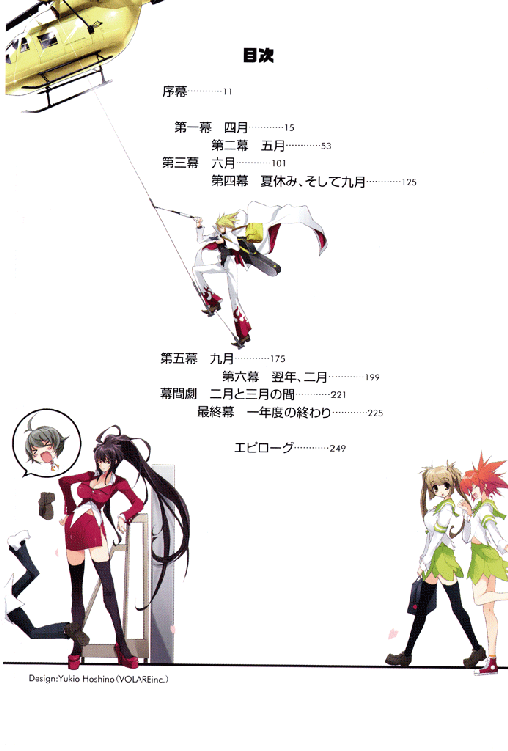 目次
序幕…………11
第一幕　四月…………15
第二幕　五月…………53
第三幕　六月…………101
第四幕　夏休み、そして九月…………125
第五幕　九月…………175
第六幕　翌年、二月…………199
幕間劇　二月と三月の間…………221
最終幕　一年度の終わり…………225
エピローグ…………249
Design:Yukio Hoshino(VOLAREinc.)